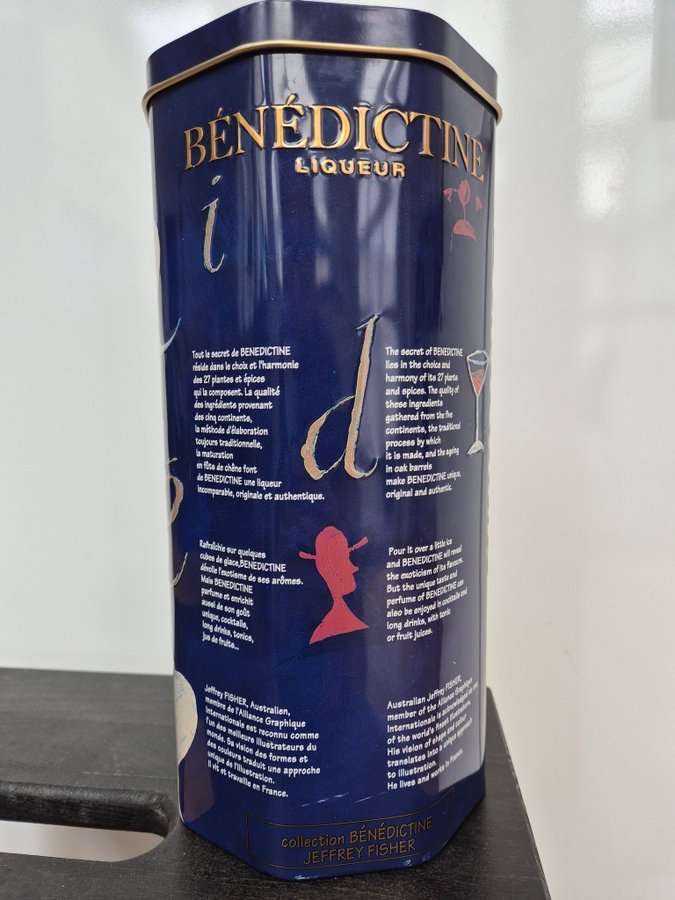 BÉNÉDICTINE
LIQUEUR
i
d
Tout le secret de BENEDICTINE
réside dans le choix et l'harmonie
des 27 plantes et épices
qui la composent. La qualité
des ingrédients provenant
des cinq continents,
la méthode d'élaboration
toujours traditionnelle,
la maturation
en fûts de chêne font
de BENEDICTINE une liqueur
incomparable, originale et authentique.
The secret of BENEDICTINE
lies in the choice and
harmony of its 27 plants
and spices. The quality of
these ingredients
gathered from the five
continents, the traditional
process by which
it is made, and the ageing
in oak barrels
make BENEDICTINE unique,
original and authentic.
Rafraîchie sur quelques
cubes de glace,BENEDICTINE
dévoile l'exotisme de ses arômes.
Mais BENEDICTINE
parfume et enrichit
aussi de son goût
unique, cocktails,
long drinks, tonics,
jus de fruits...
Pour it over a little ice
and BENEDICTINE will reveal
the exoticism of its flavours.
But the unique taste and
perfume of BENEDICTINE can
also be enjoyed in cocktails and
long drinks, with tonic
or fruit juices.
Jeffrey FISHER, Australien,
membre de l'Alliance Graphique
Internationale est reconnu comme
l'un des meilleurs illustrateurs du
monde. Sa vision des formes et
des couleurs traduit une approche
unique de l'illustration.
Il vit et travaille en France.
Australian Jeffrey FISHER,
member of the Alliance Graphique
Internationale is acknowledged as one
of the world's finest illustrators.
His vision of shape and colour
translates into a unique approach
to illustration.
He lives and works in France.
collection BÉNÉDICTINE
JEFFREY FISHER